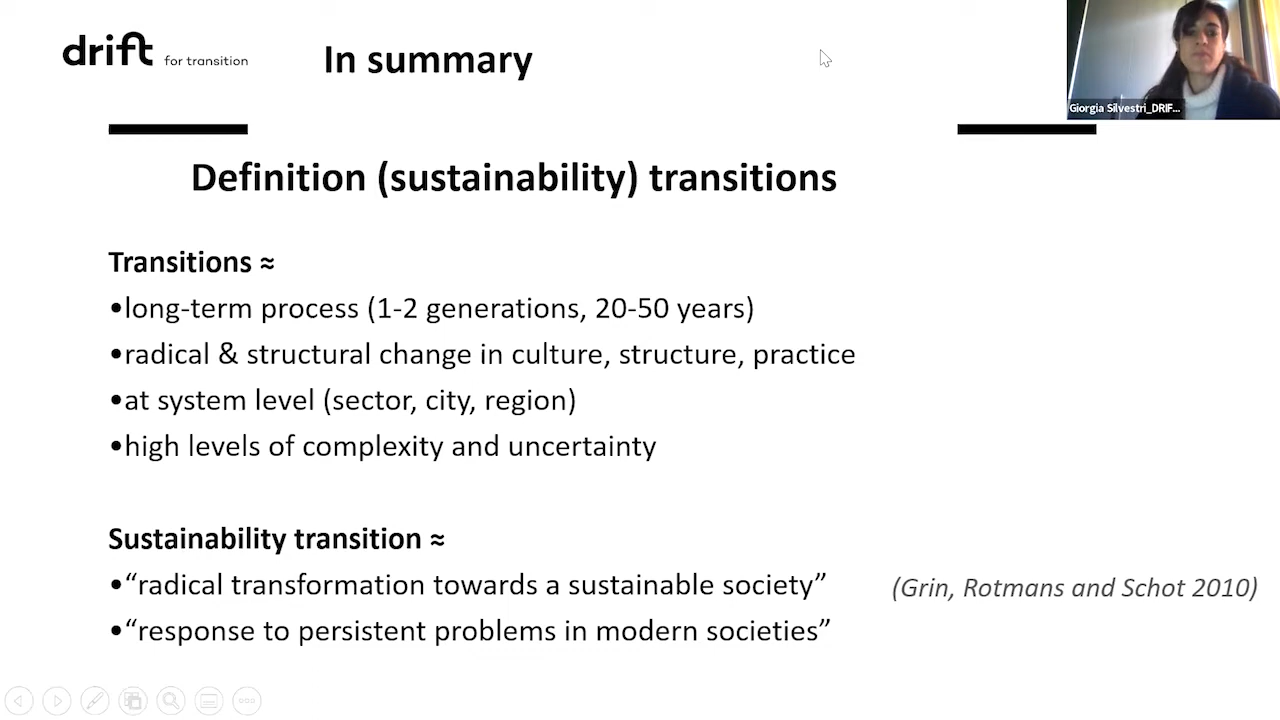 drift for transition
In summary
Giorgia Silvestri_DRIF...
Definition (sustainability) transitions
Transitions ≈
•long-term process (1-2 generations, 20-50 years)
•radical & structural change in culture, structure, practice
•at system level (sector, city, region)
•high levels of complexity and uncertainty
Sustainability transition ≈
•“radical transformation towards a sustainable society” (Grin, Rotmans and Schot 2010)
•“response to persistent problems in modern societies”